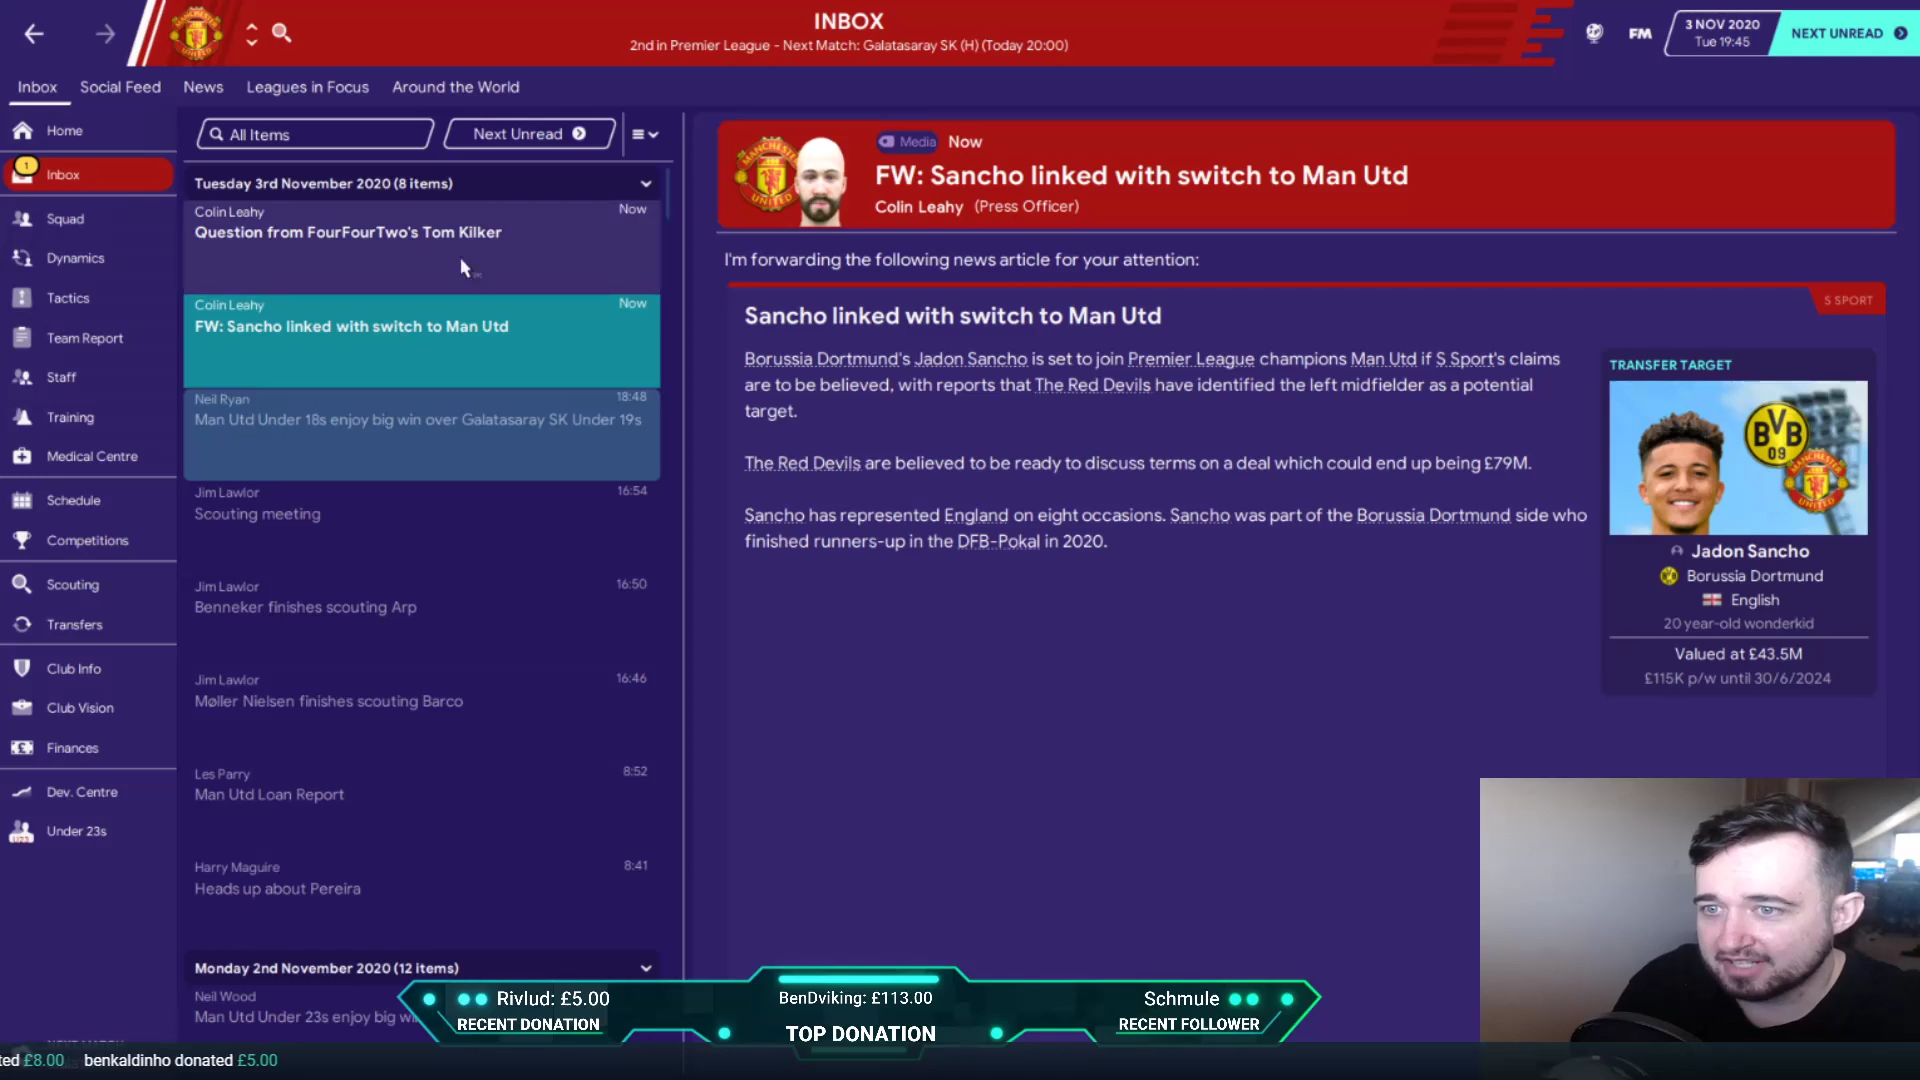 INBOX
2nd in Premier League - Next Match: Galatasaray SK (H) (Today 20:00)
FM
3 NOV 2020
Tue 19:45
NEXT UNREAD
Inbox
Social Feed
News
Leagues in Focus
Around the World
Home
1
Inbox
Squad
Dynamics
Tactics
Team Report
Staff
Training
Medical Centre
Schedule
Competitions
Scouting
Transfers
Club Info
Club Vision
Finances
Dev. Centre
Under 23s
All Items
Next Unread
Tuesday 3rd November 2020 (8 items)
Colin Leahy
Now
Question from FourFourTwo's Tom Kilker
Colin Leahy
Now
FW: Sancho linked with switch to Man Utd
Neil Ryan
18:48
Man Utd Under 18s enjoy big win over Galatasaray SK Under 19s
Jim Lawlor
16:54
Scouting meeting
Jim Lawlor
16:50
Benneker finishes scouting Arp
Jim Lawlor
16:46
Møller Nielsen finishes scouting Barco
Les Parry
8:52
Man Utd Loan Report
Harry Maguire
8:41
Heads up about Pereira
Monday 2nd November 2020 (12 items)
Neil Wood
Man Utd Under 23s enjoy big wi
Media
Now
FW: Sancho linked with switch to Man Utd
Colin Leahy (Press Officer)
I'm forwarding the following news article for your attention:
S SPORT
Sancho linked with switch to Man Utd
Borussia Dortmund's Jadon Sancho is set to join Premier League champions Man Utd if S Sport's claims
are to be believed, with reports that The Red Devils have identified the left midfielder as a potential
target.
The Red Devils are believed to be ready to discuss terms on a deal which could end up being £79M.
Sancho has represented England on eight occasions. Sancho was part of the Borussia Dortmund side who
finished runners-up in the DFB-Pokal in 2020.
TRANSFER TARGET
BVB
09
Jadon Sancho
Borussia Dortmund
English
20 year-old wonderkid
Valued at £43.5M
£115K p/w until 30/6/2024
Rivlud: £5.00
RECENT DONATION
BenDviking: £113.00
TOP DONATION
Schmule
RECENT FOLLOWER
ted £8.00
benkaldinho donated £5.00